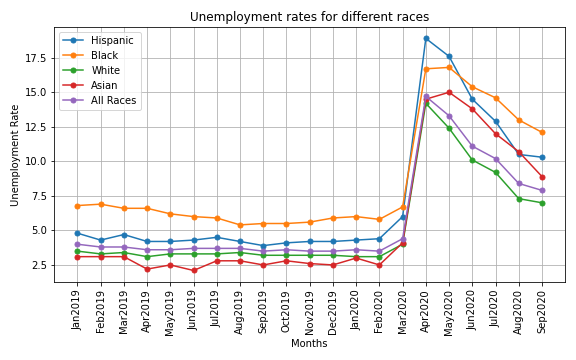 Unemployment rates for different races
Hispanic
Black
White
Asian
All Races
Unemployment Rate
17.5
15.0
12.5
10.0
7.5
5.0
2.5
Jan2019
Feb2019
Mar2019
Apr2019
May2019
Jun2019
Jul2019
Aug2019
Sep2019
Oct2019
Nov2019
Dec2019
Jan2020
Feb2020
Mar2020
Apr2020
May2020
Jun2020
Jul2020
Aug2020
Sep2020
Months